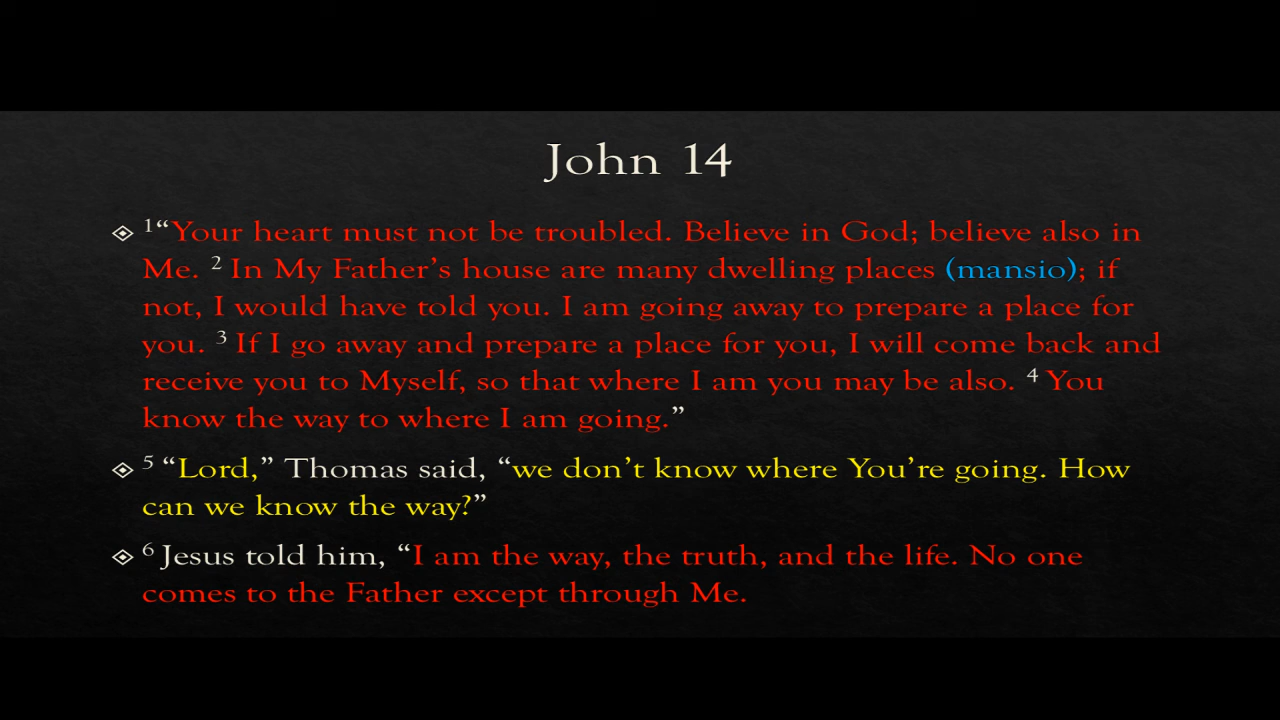 John 14
1“Your heart must not be troubled. Believe in God; believe also in
Me. 2 In My Father’s house are many dwelling places (mansio); if
not, I would have told you. I am going away to prepare a place for
you. 3 If I go away and prepare a place for you, I will come back and
receive you to Myself, so that where I am you may be also. 4 You
know the way to where I am going.”
5 “Lord,” Thomas said, “we don’t know where You’re going. How
can we know the way?”
6 Jesus told him, “I am the way, the truth, and the life. No one
comes to the Father except through Me.